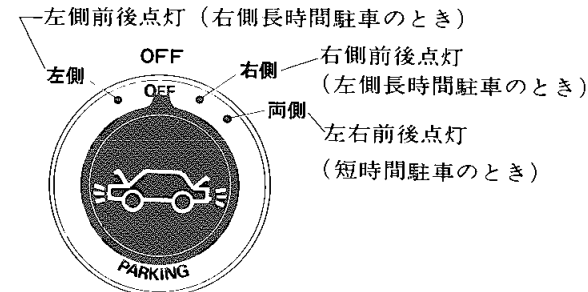 左側前後点灯（右側長時間駐車のとき）
OFF
左側
OFF
右側
右側前後点灯
（左側長時間駐車のとき）
両側
左右前後点灯
（短時間駐車のとき）
PARKING